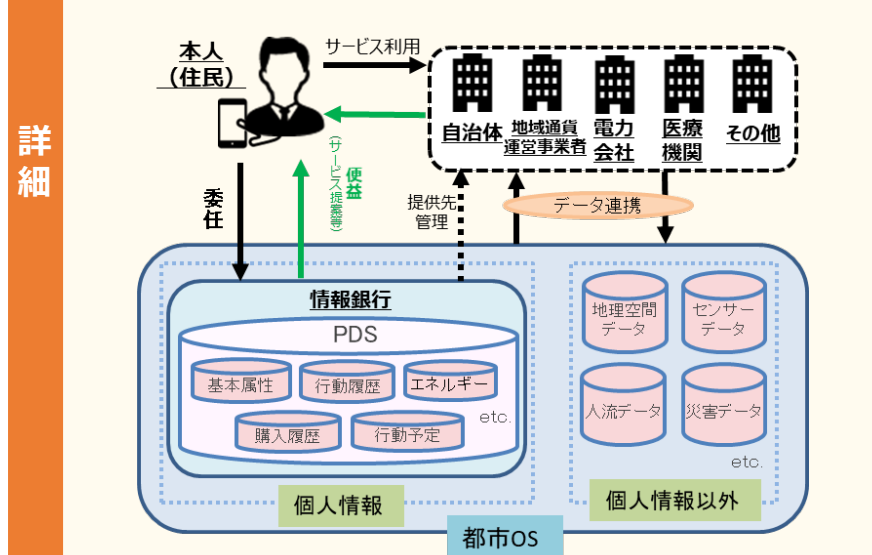 詳
細
本人
（住民）
サービス利用
自治体
地域通貨
運営事業者
電力
会社
医療
機関
その他
委任
便益
（サービス提案等）
提供先
管理
データ連携
情報銀行
PDS
基本属性
行動履歴
エネルギー
購入履歴
行動予定
etc.
個人情報
地理空間
データ
センサー
データ
人流データ
災害データ
etc.
個人情報以外
都市OS